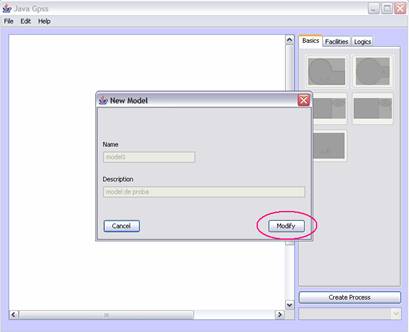 Java Gpss
File Edit Help
Basics Facilities Logics
New Model
Name
model1
Description
model de proba
Cancel Modify
Create Process